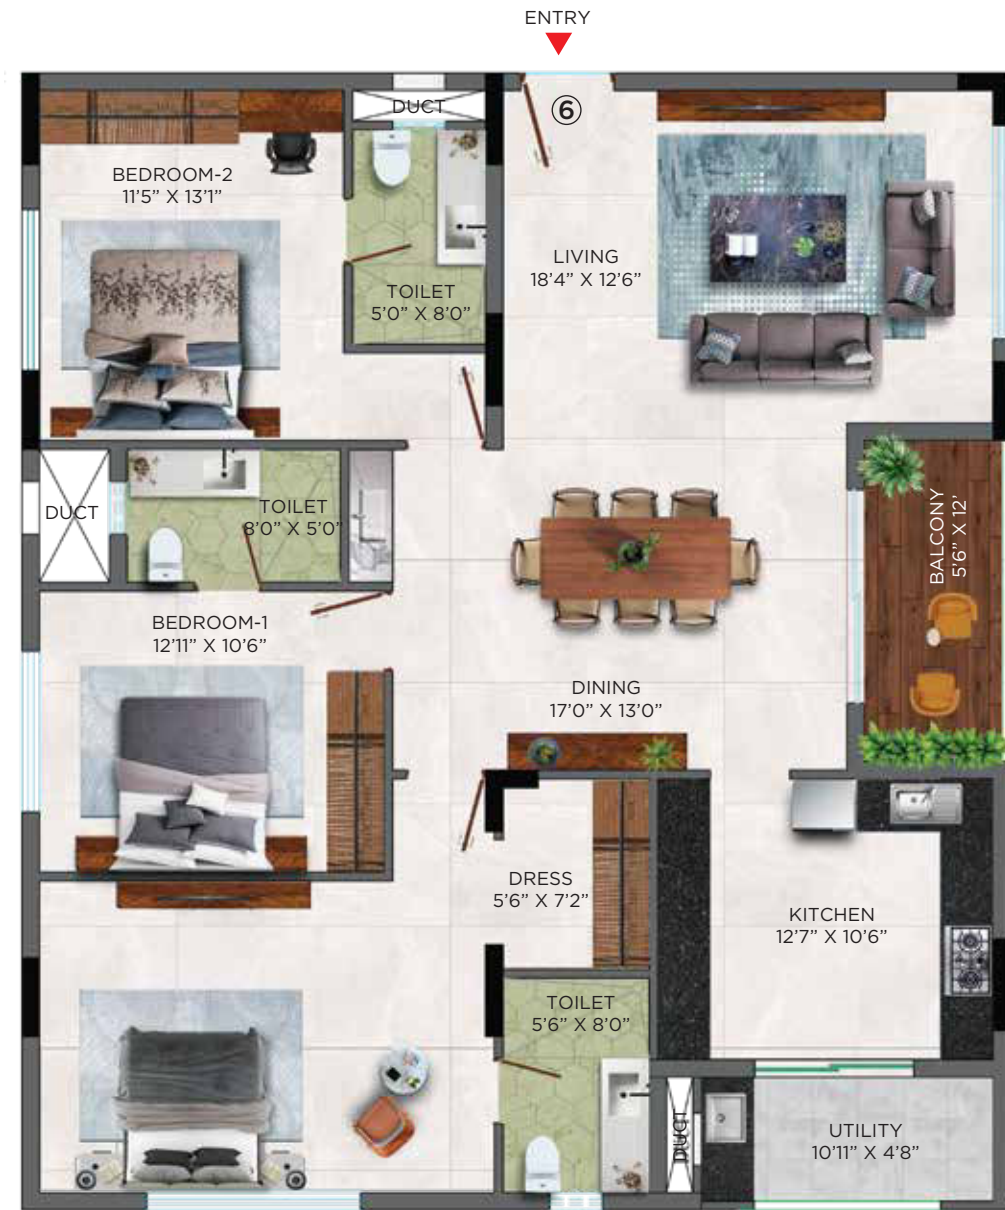 ENTRY
⑥
DUCT
BEDROOM-2
11'5" X 13'1"
LIVING
18'4" X 12'6"
TOILET
5'0" X 8'0"
DUCT
TOILET
8'0" X 5'0"
BALCONY
5'6" X 12'
BEDROOM-1
12'11" X 10'6"
DINING
17'0" X 13'0"
DRESS
5'6" X 7'2"
KITCHEN
12'7" X 10'6"
TOILET
5'6" X 8'0"
DUCT
UTILITY
10'11" X 4'8"